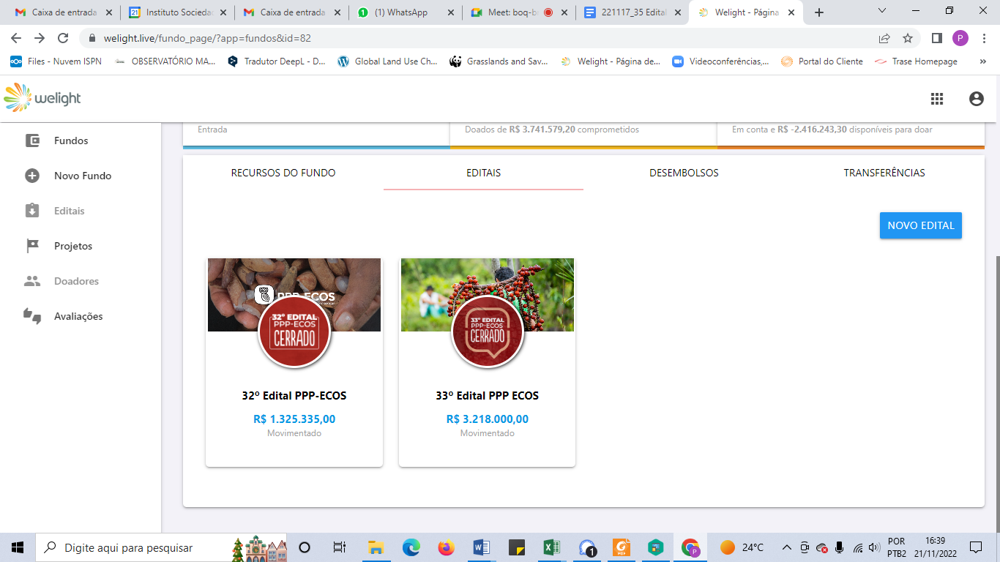 Caixa de entrada
Instituto Sociedad
Caixa de entrada
(1) WhatsApp
Meet: boq-b
221117_35 Edital
Welight - Página
welight.live/fundo_page/?app=fundos&id=82
P
Files - Nuvem ISPN
OBSERVATÓRIO MA...
Tradutor DeepL - D...
Global Land Use Ch...
Grasslands and Sav...
Welight - Página de...
Videoconferências,...
Portal do Cliente
Trase Homepage
»
welight
Fundos
Novo Fundo
Editais
Projetos
Doadores
Avaliações
Entrada
Doados de R$ 3.741.579,20 comprometidos
Em conta e R$ -2.416.243,30 disponíveis para doar
RECURSOS DO FUNDO
EDITAIS
DESEMBOLSOS
TRANSFERÊNCIAS
NOVO EDITAL
PPP-ECOS
32º EDITAL
PPP-ECOS
CERRADO
32º Edital PPP-ECOS
R$ 1.325.335,00
Movimentado
33º EDITAL
PPP-ECOS
CERRADO
33º Edital PPP ECOS
R$ 3.218.000,00
Movimentado
Digite aqui para pesquisar
24°C
POR
PTB2
16:39
21/11/2022